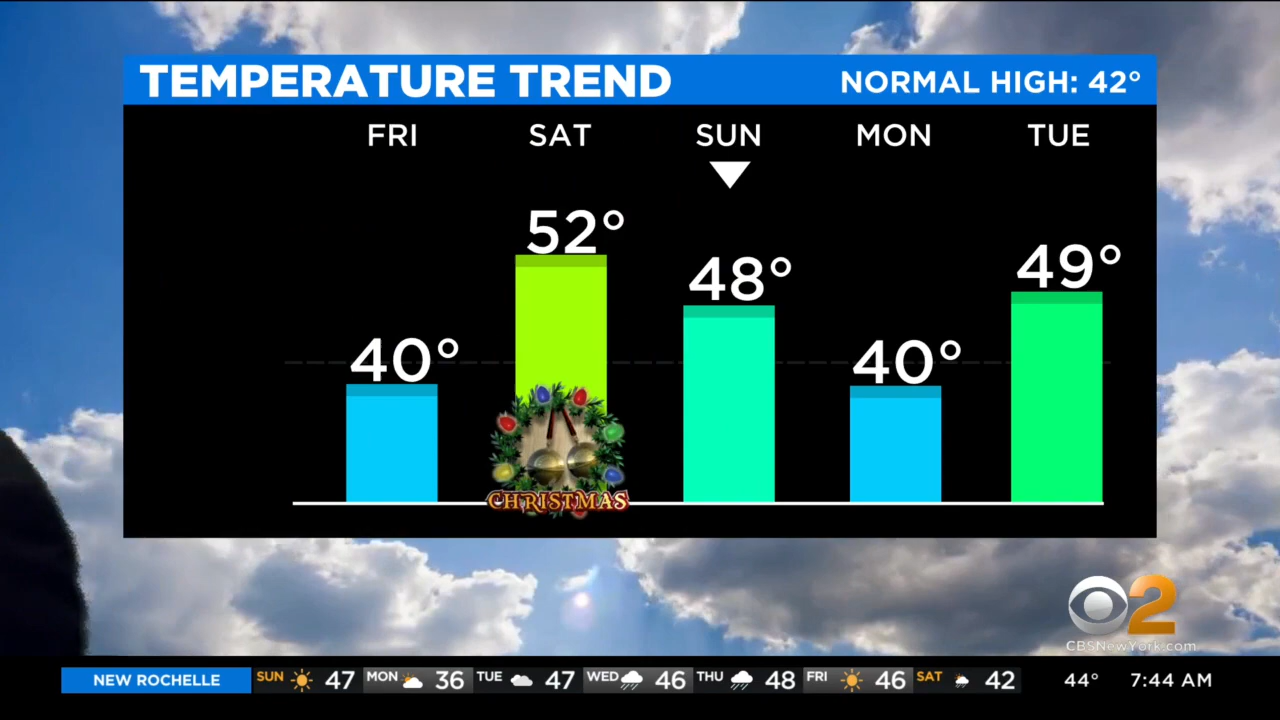 TEMPERATURE TREND NORMAL HIGH: 42°
FRI SAT SUN MON TUE
40° 52° 48° 40° 49°
CHRISTMAS
2
CBSNewYork.com
NEW ROCHELLE SUN 47 MON 36 TUE 47 WED 46 THU 48 FRI 46 SAT 42 44° 7:44 AM